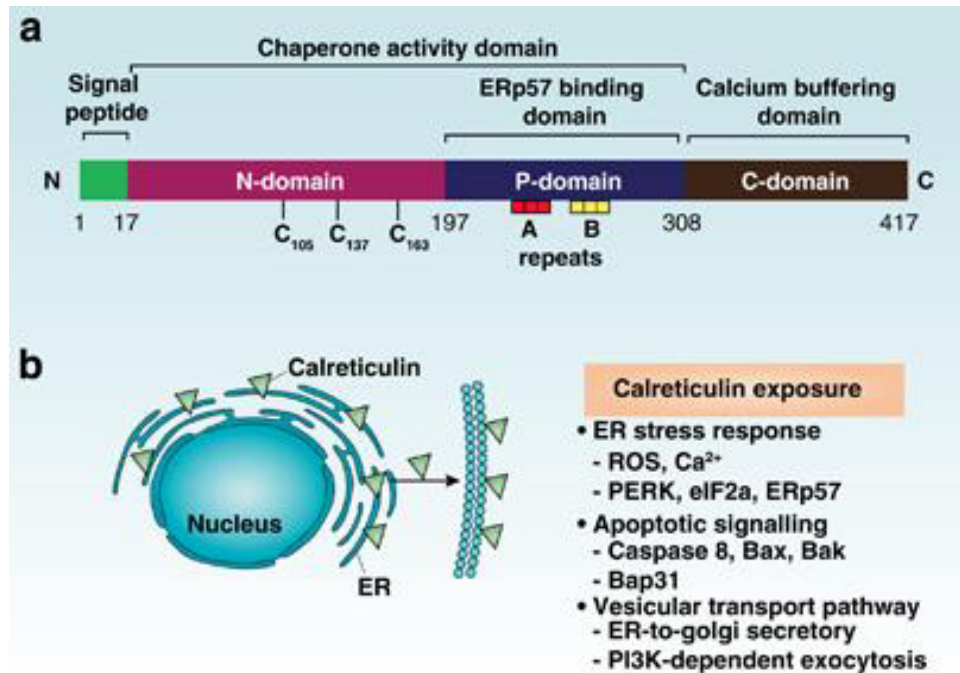 a
Chaperone activity domain
Signal
peptide
ERp57 binding
domain
Calcium buffering
domain
N
N-domain
P-domain
C-domain
C
1
17
C₁₀₅
C₁₃₇
C₁₆₃
197
A
B
repeats
308
417
b
Calreticulin
Nucleus
ER
Calreticulin exposure
• ER stress response
- ROS, Ca²⁺
- PERK, eIF2a, ERp57
• Apoptotic signalling
- Caspase 8, Bax, Bak
- Bap31
• Vesicular transport pathway
- ER-to-golgi secretory
- PI3K-dependent exocytosis